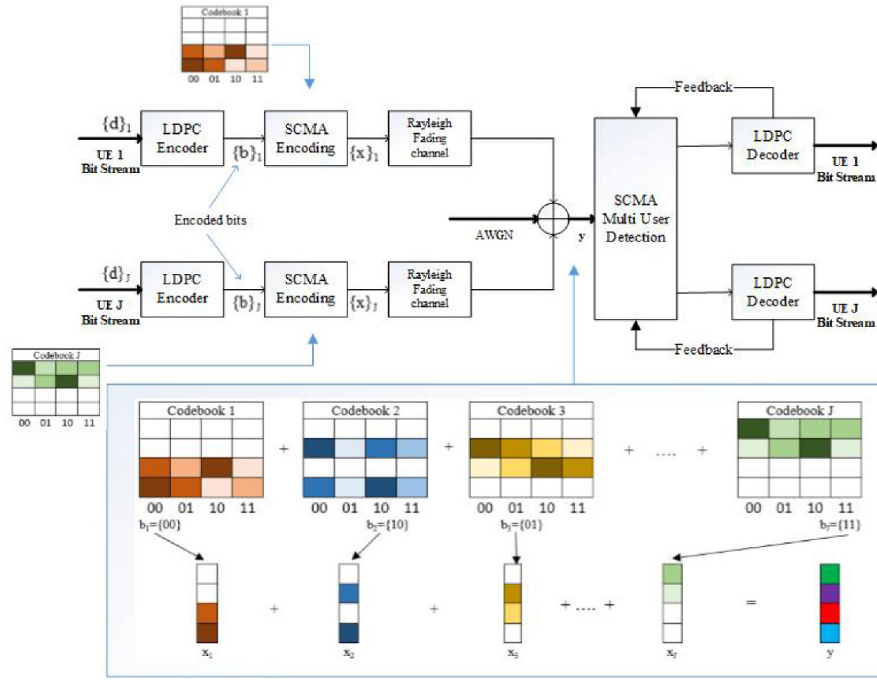 Codebook 1
00 01 10 11
Feedback
{d}₁
UE 1
Bit Stream
LDPC
Encoder
{b}₁
SCMA
Encoding
{x}₁
Rayleigh
Fading
channel
LDPC
Decoder
UE 1
Bit Stream
Encoded bits
AWGN
y
SCMA
Multi User
Detection
{d}J
UE J
Bit Stream
LDPC
Encoder
{b}J
SCMA
Encoding
{x}J
Rayleigh
Fading
channel
LDPC
Decoder
UE J
Bit Stream
Feedback
Codebook J
00 01 10 11
Codebook 1 + Codebook 2 + Codebook 3 + .... + Codebook J
00 01 10 11 00 01 10 11 00 01 10 11 00 01 10 11
b₁={00} b₂={10} b₃={01} bJ={11}
+ + + .... + =
x₁ x₂ x₃ xJ y